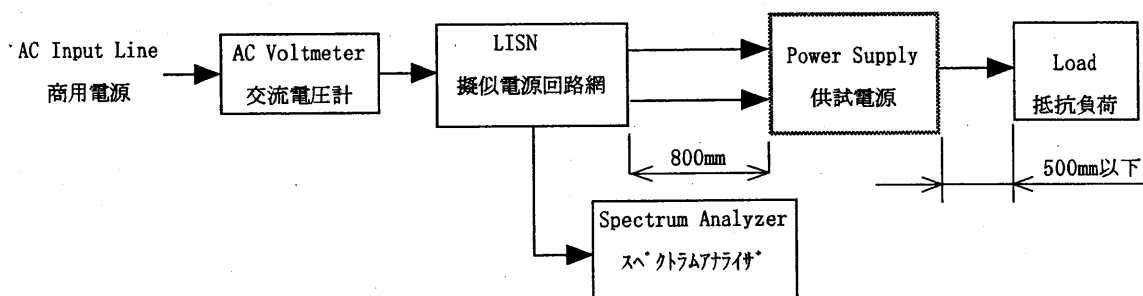 AC Input Line
商用電源
AC Voltmeter
交流電圧計
LISN
擬似電源回路網
Power Supply
供試電源
Load
抵抗負荷
800mm
500mm以下
Spectrum Analyzer
スペクトラムアナライザ